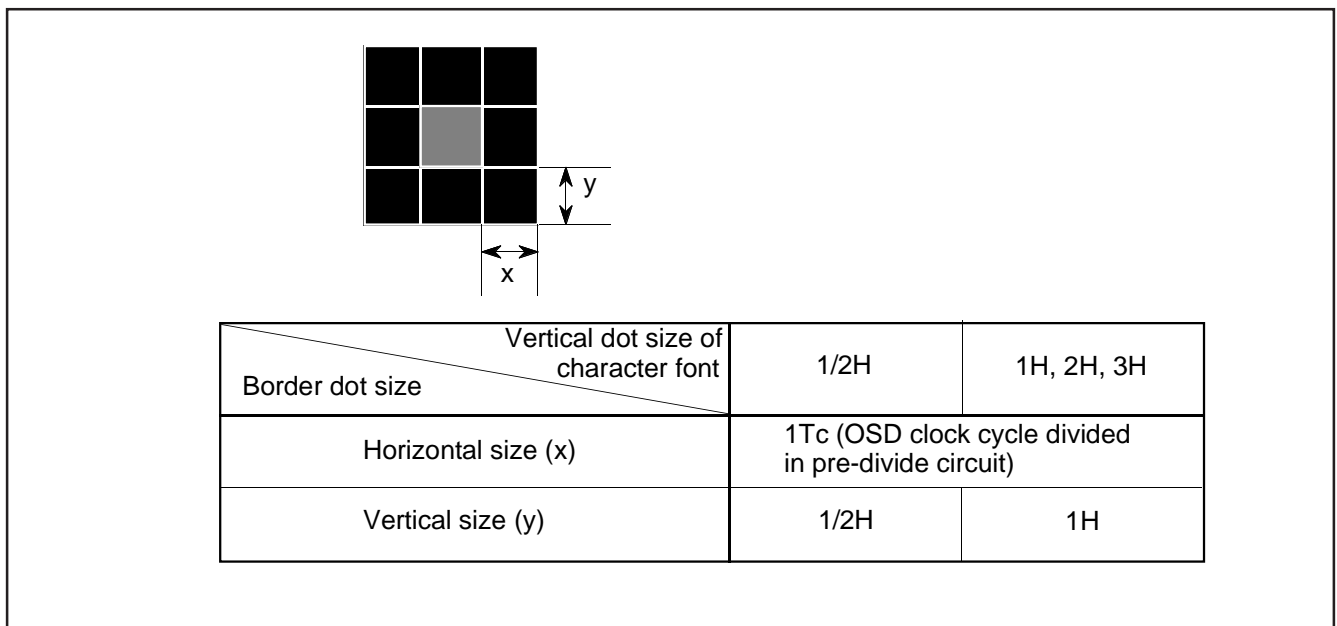 y
x
Vertical dot size of
character font
Border dot size
1/2H
1H, 2H, 3H
Horizontal size (x)
1Tc (OSD clock cycle divided
in pre-divide circuit)
Vertical size (y)
1/2H
1H